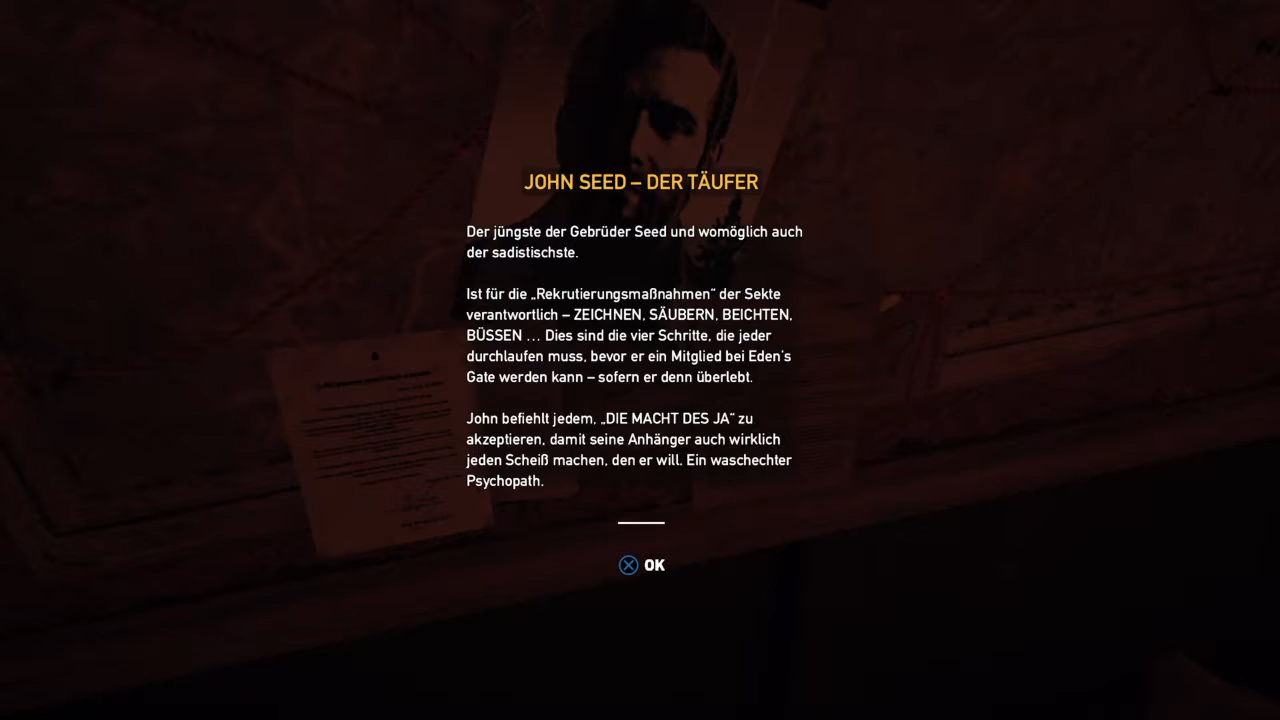 JOHN SEED – DER TÄUFER
Der jüngste der Gebrüder Seed und womöglich auch
der sadistischste.
Ist für die „Rekrutierungsmaßnahmen“ der Sekte
verantwortlich – ZEICHNEN, SÄUBERN, BEICHTEN,
BÜSSEN ... Dies sind die vier Schritte, die jeder
durchlaufen muss, bevor er ein Mitglied bei Eden's
Gate werden kann – sofern er denn überlebt.
John befiehlt jedem, „DIE MACHT DES JA“ zu
akzeptieren, damit seine Anhänger auch wirklich
jeden Scheiß machen, den er will. Ein waschechter
Psychopath.
OK